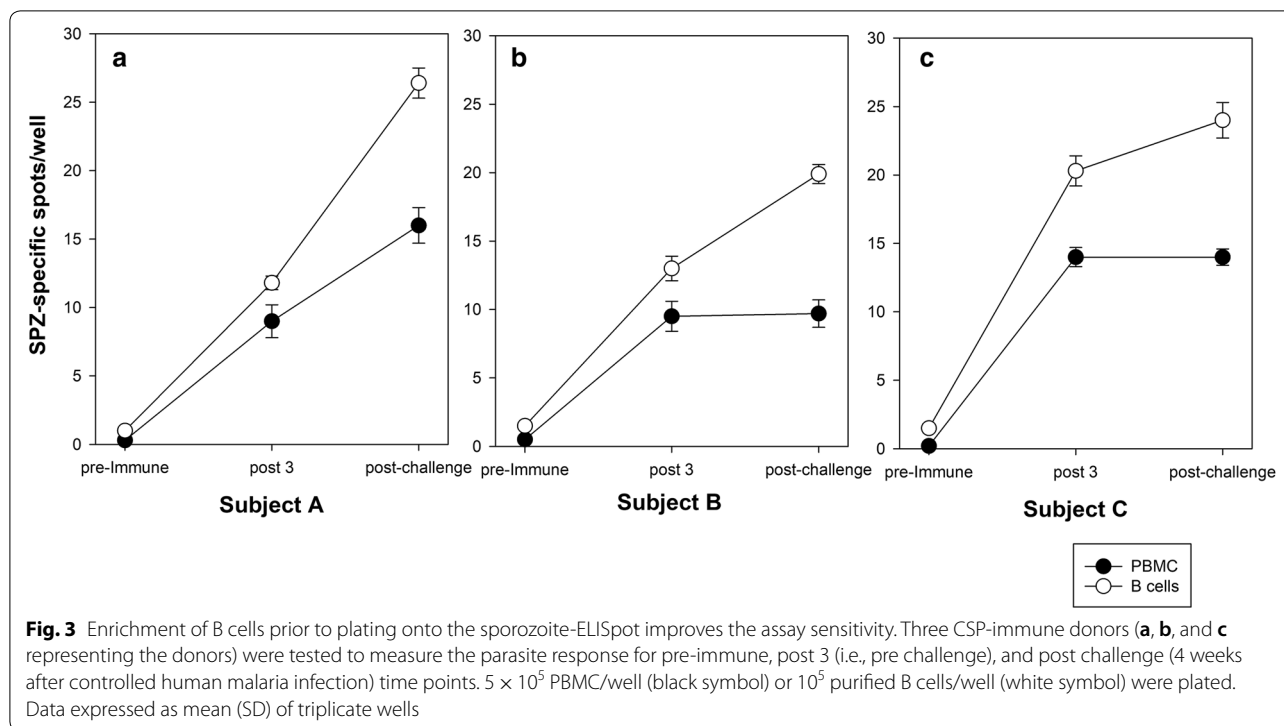 a
b
c
30
30
30
25
25
25
20
20
20
15
15
15
10
10
10
5
5
5
0
0
0
SPZ-specific spots/well
pre-Immune post 3 post-challenge
pre-Immune post 3 post-challenge
pre-Immune post 3 post-challenge
Subject A
Subject B
Subject C
PBMC
B cells
Fig. 3 Enrichment of B cells prior to plating onto the sporozoite-ELISpot improves the assay sensitivity. Three CSP-immune donors (a, b, and c
representing the donors) were tested to measure the parasite response for pre-immune, post 3 (i.e., pre challenge), and post challenge (4 weeks
after controlled human malaria infection) time points. 5 × 10⁵ PBMC/well (black symbol) or 10⁵ purified B cells/well (white symbol) were plated.
Data expressed as mean (SD) of triplicate wells